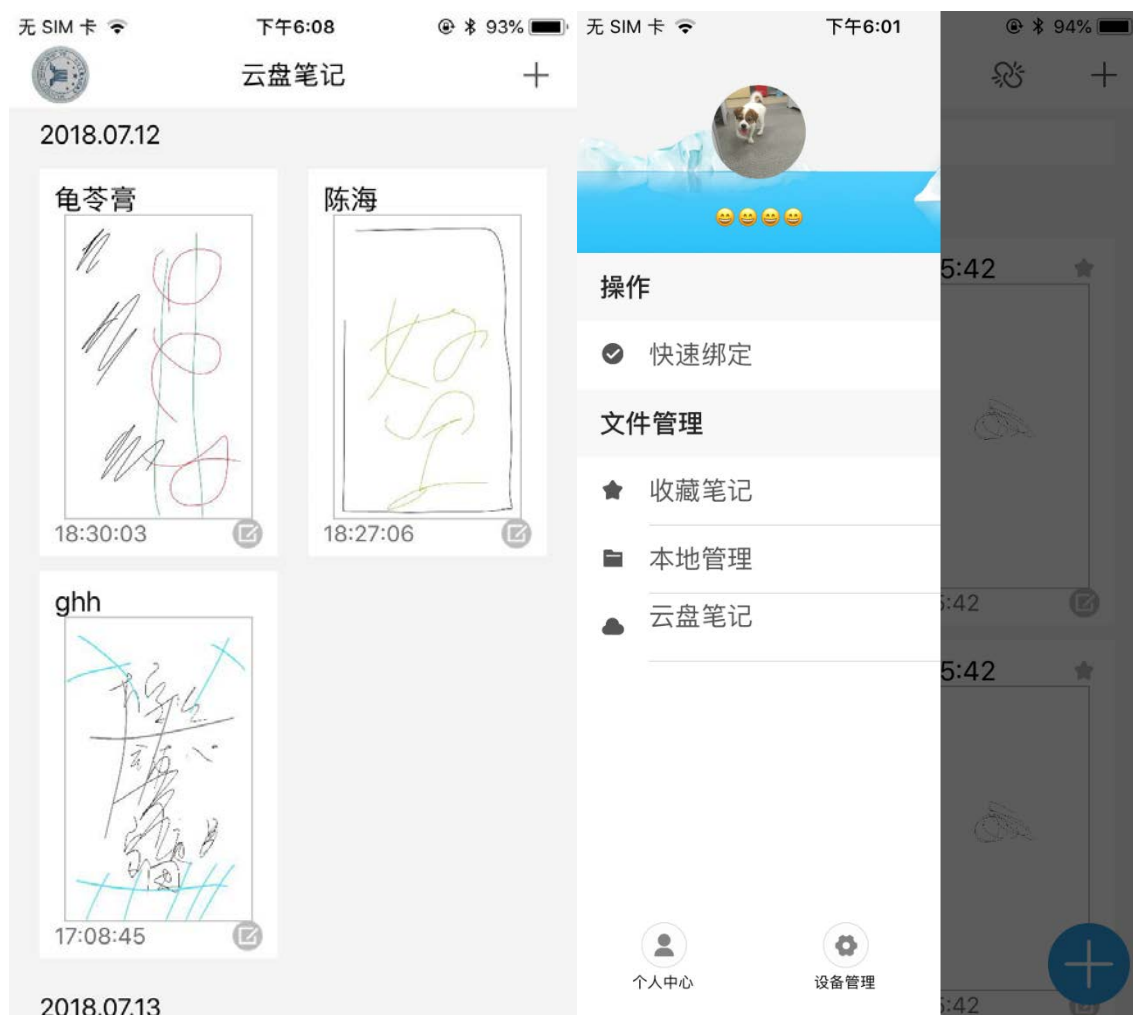 无 SIM 卡 下午6:08 93%
云盘笔记
2018.07.12
龟苓膏
18:30:03
陈海
18:27:06
ghh
17:08:45
2018.07.13
无 SIM 卡 下午6:01 94%
😄😄😄😄
操作
快速绑定
文件管理
收藏笔记
本地管理
云盘笔记
个人中心
设备管理
5:42
5:42
5:42
5:42